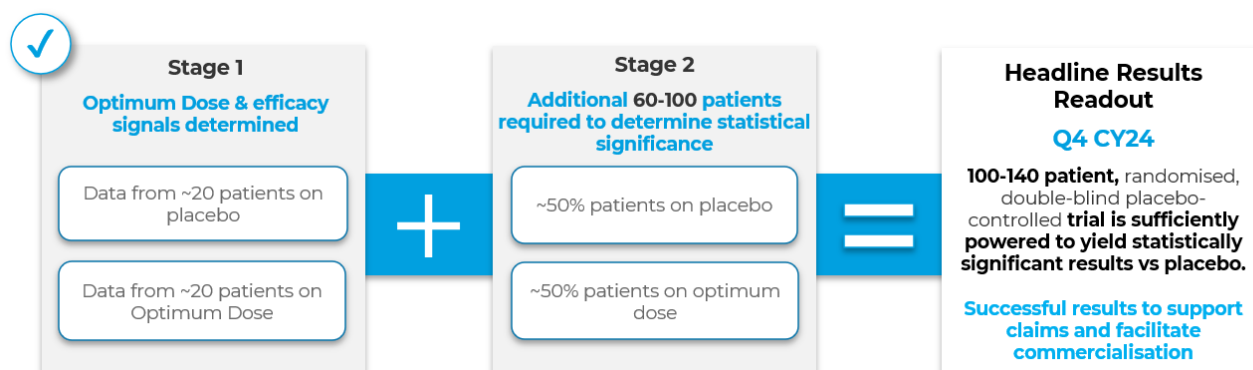 Stage 1
Optimum Dose & efficacy
signals determined
Data from ~20 patients on
placebo
Data from ~20 patients on
Optimum Dose
Stage 2
Additional 60-100 patients
required to determine statistical
significance
~50% patients on placebo
~50% patients on optimum
dose
Headline Results
Readout
Q4 CY24
100-140 patient, randomised,
double-blind placebo-
controlled trial is sufficiently
powered to yield statistically
significant results vs placebo.
Successful results to support
claims and facilitate
commercialisation